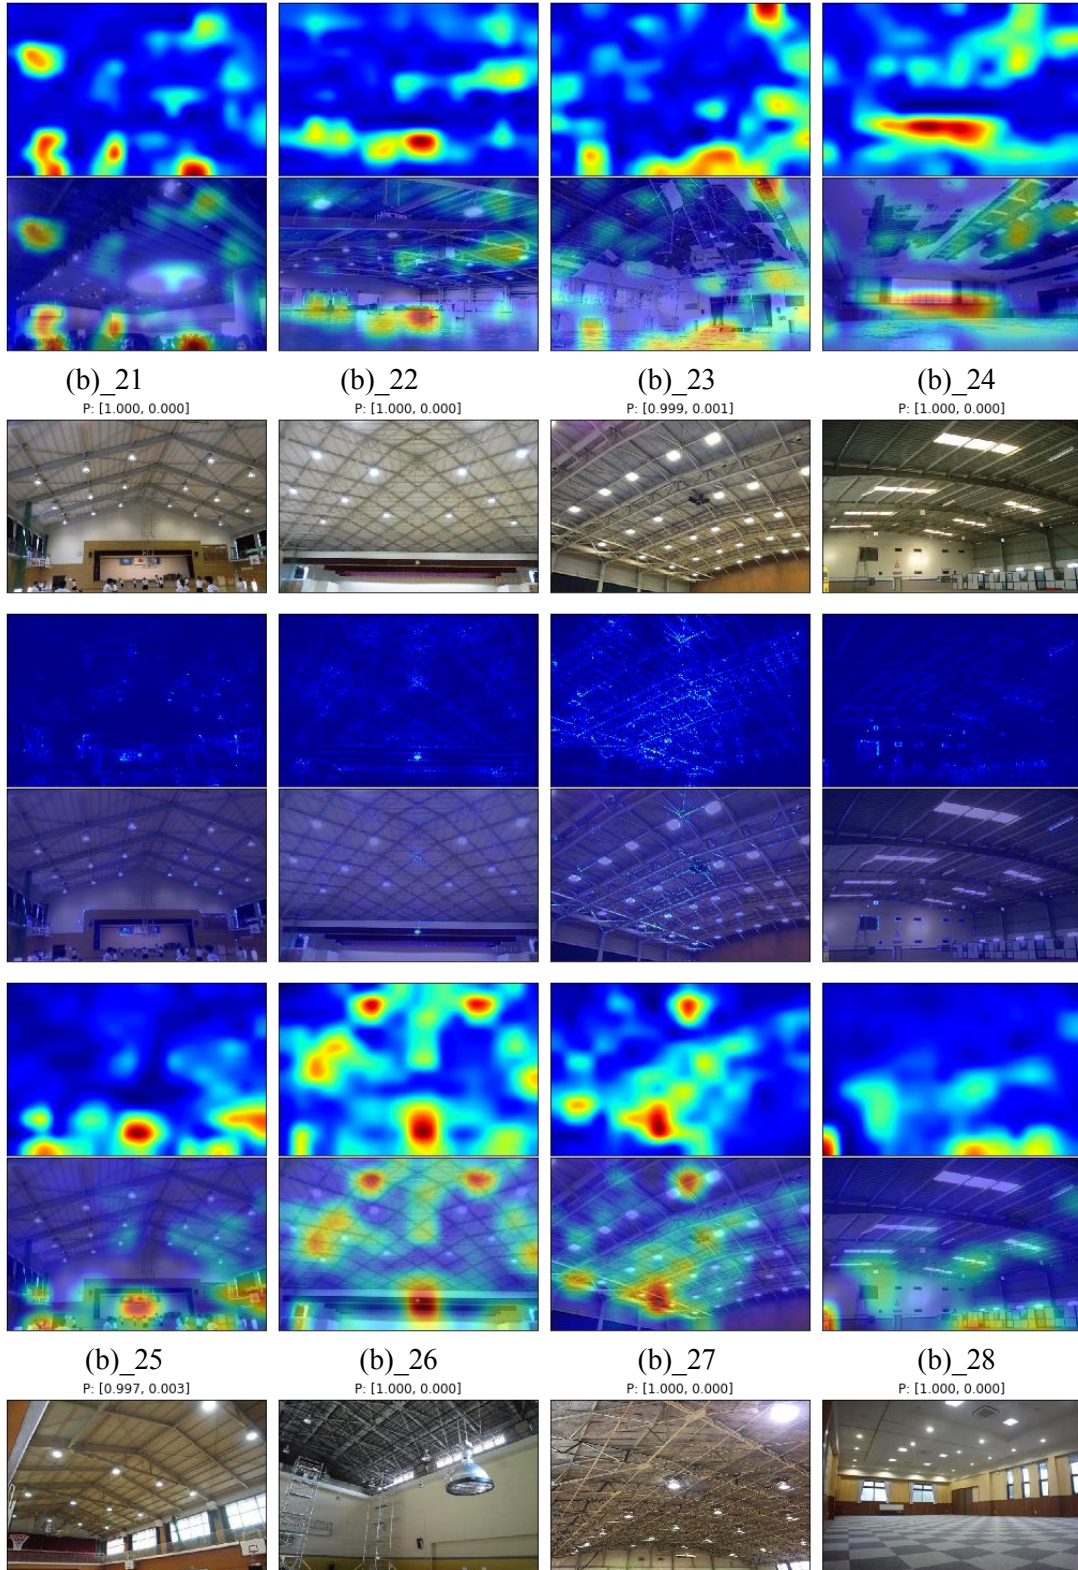 (b)_21 (b)_22 (b)_23 (b)_24
P: [1.000, 0.000] P: [1.000, 0.000] P: [0.999, 0.001] P: [1.000, 0.000]
(b)_25 (b)_26 (b)_27 (b)_28
P: [0.997, 0.003] P: [1.000, 0.000] P: [1.000, 0.000] P: [1.000, 0.000]